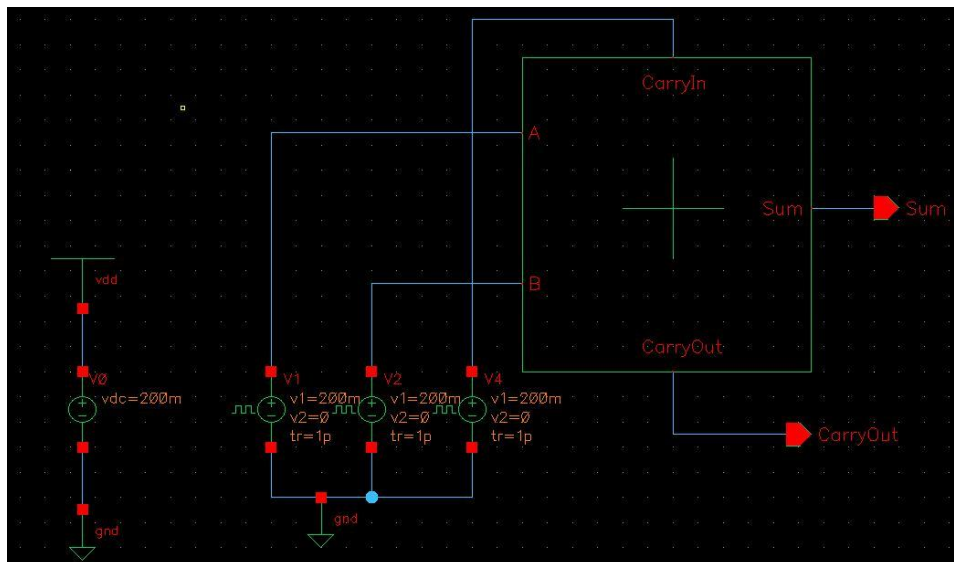 CarryIn
A
Sum
Sum
B
vdd
CarryOut
V0
vdc=200m
V1
v1=200m
v2=0
tr=1p
V2
v1=200m
v2=0
tr=1p
V4
v1=200m
v2=0
tr=1p
CarryOut
gnd
gnd